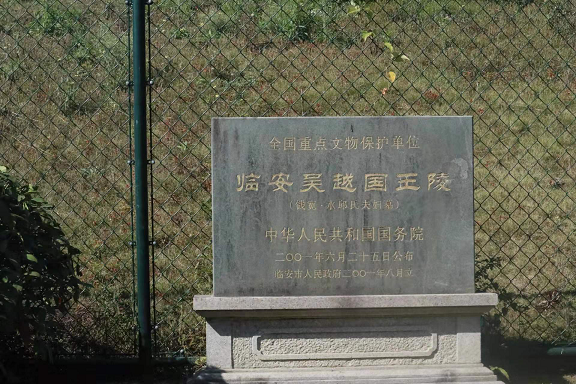 全国重点文物保护单位
临安吴越国王陵
（钱宽·水邱氏夫妇墓）
中华人民共和国国务院
二〇〇一年六月二十五日公布
临安市人民政府二〇〇一年八月立